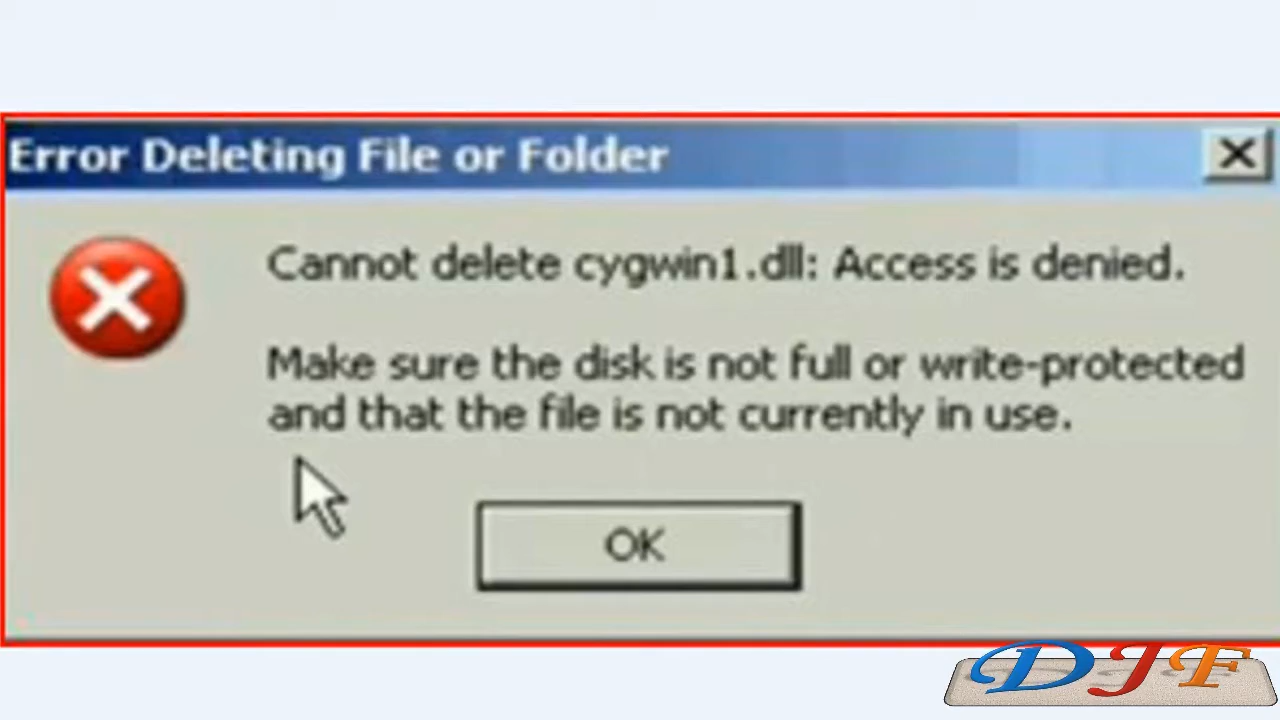 Error Deleting File or Folder
Cannot delete cygwin1.dll: Access is denied.
Make sure the disk is not full or write-protected
and that the file is not currently in use.
OK
DJF